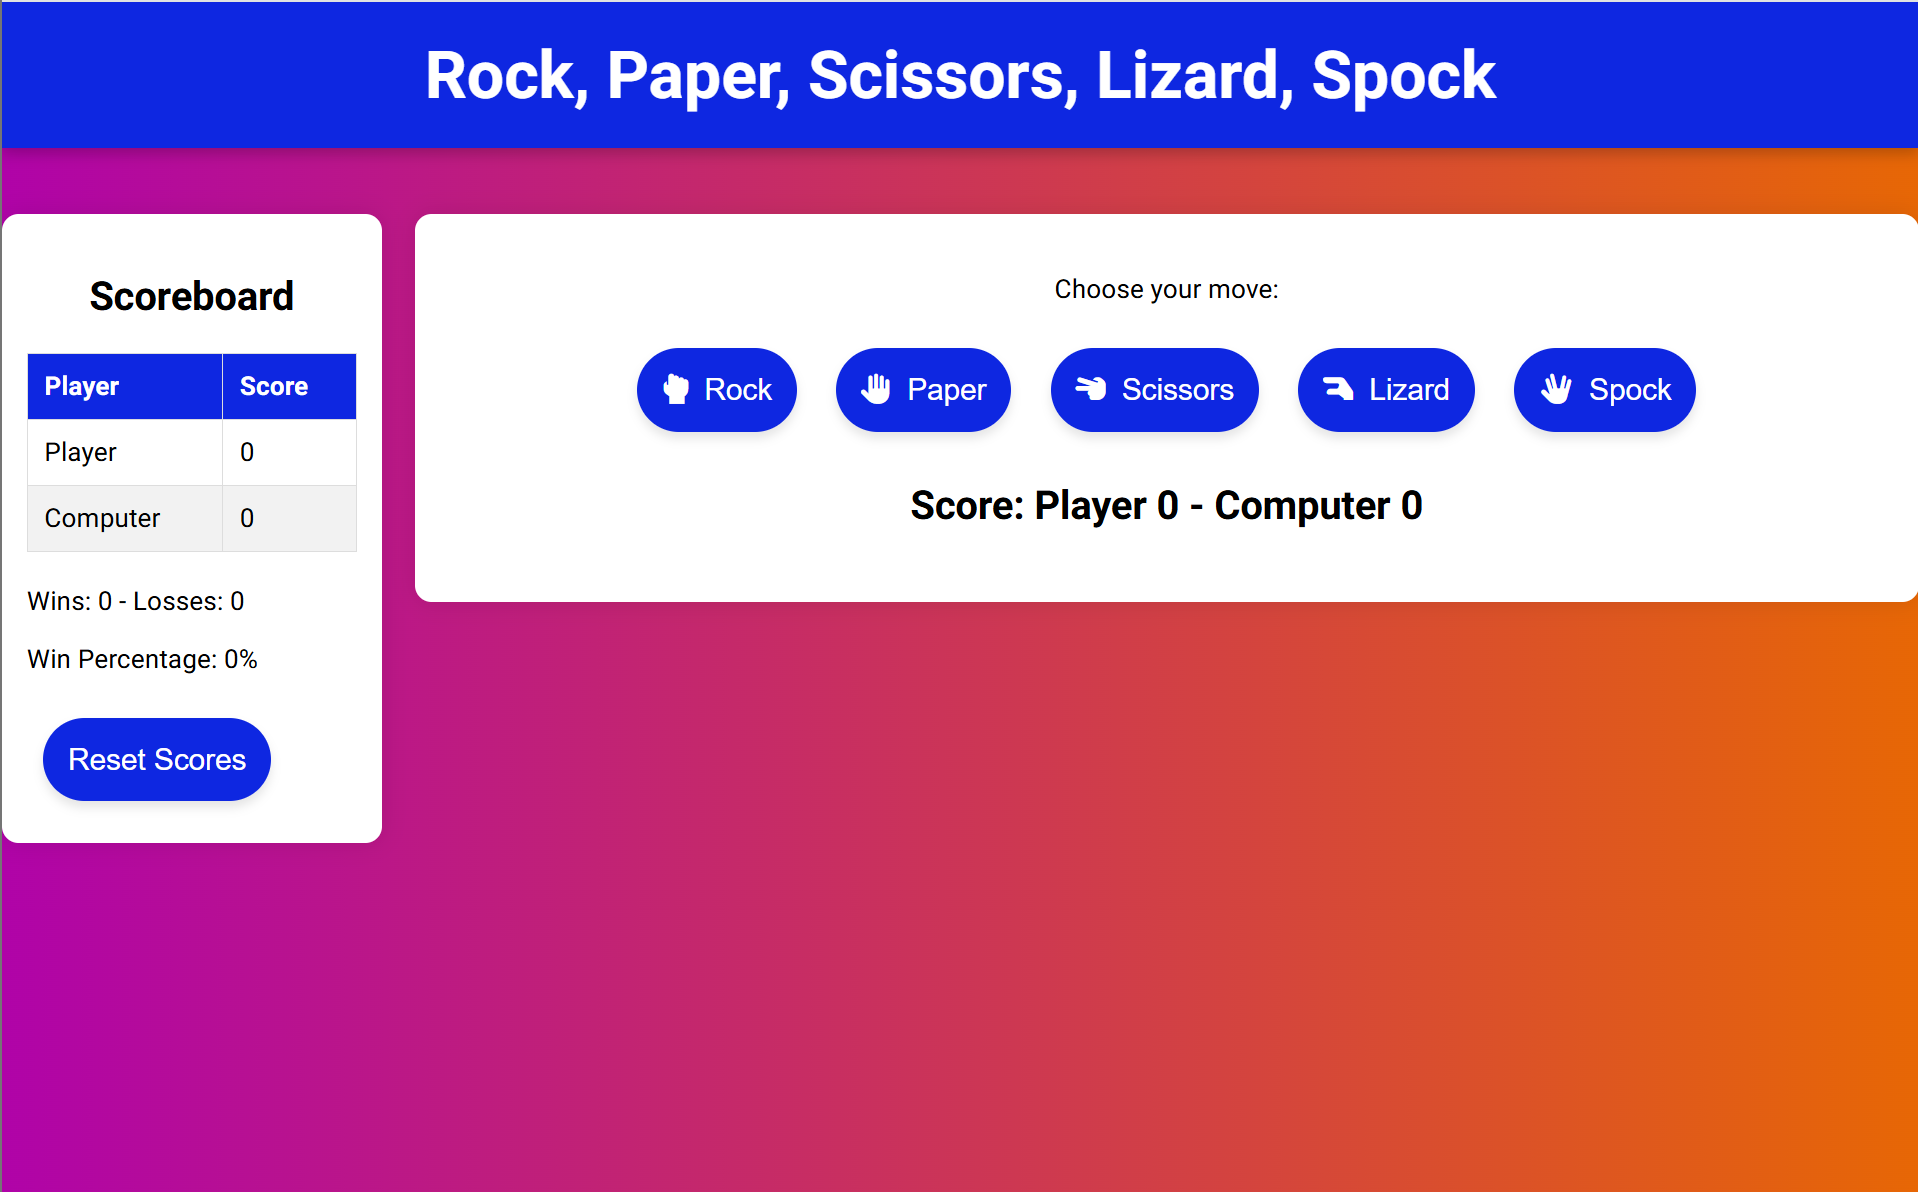 Rock, Paper, Scissors, Lizard, Spock
Scoreboard
Player Score
Player 0
Computer 0
Wins: 0 - Losses: 0
Win Percentage: 0%
Reset Scores
Choose your move:
Rock Paper Scissors Lizard Spock
Score: Player 0 - Computer 0